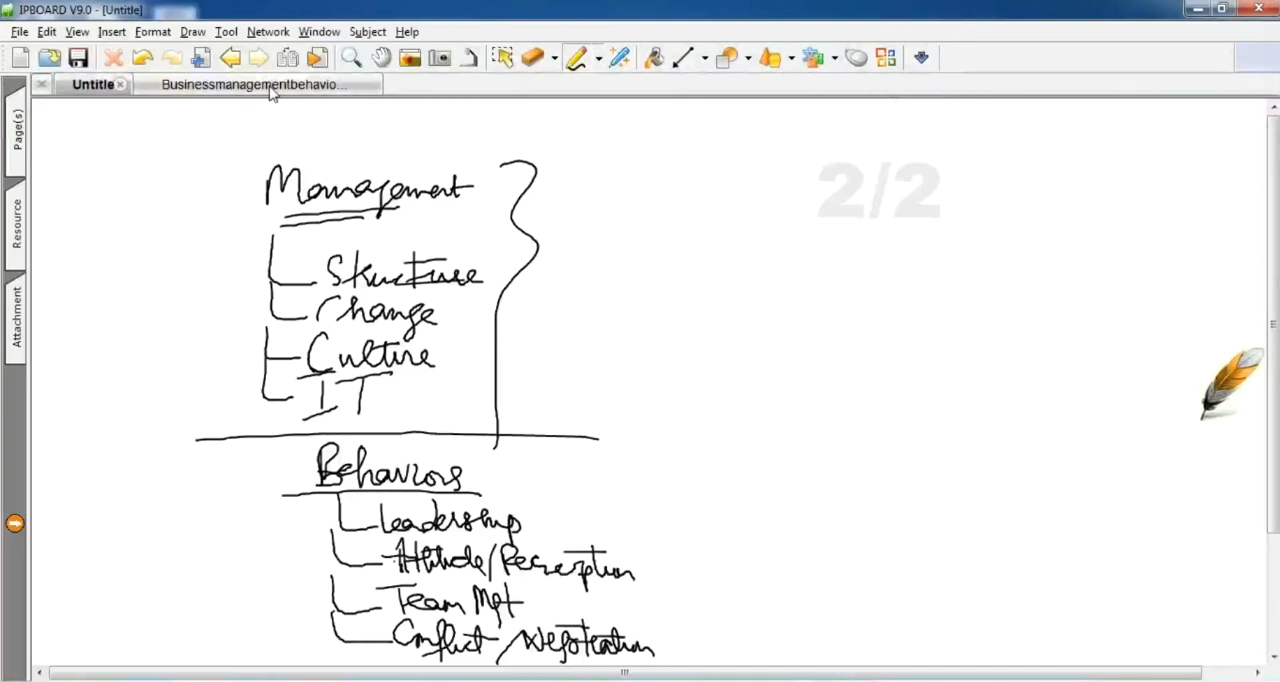 IPBOARD V9.0 - [Untitle]
File Edit View Insert Format Draw Tool Network Window Subject Help
Untitle Businessmanagementbehavio...
Page(s)
Resource
Attachment
2/2
Management
Structure
Change
Culture
IT
Behaviors
Leadership
Attitude/Perception
Team Mgt
Conflict/Negotiation